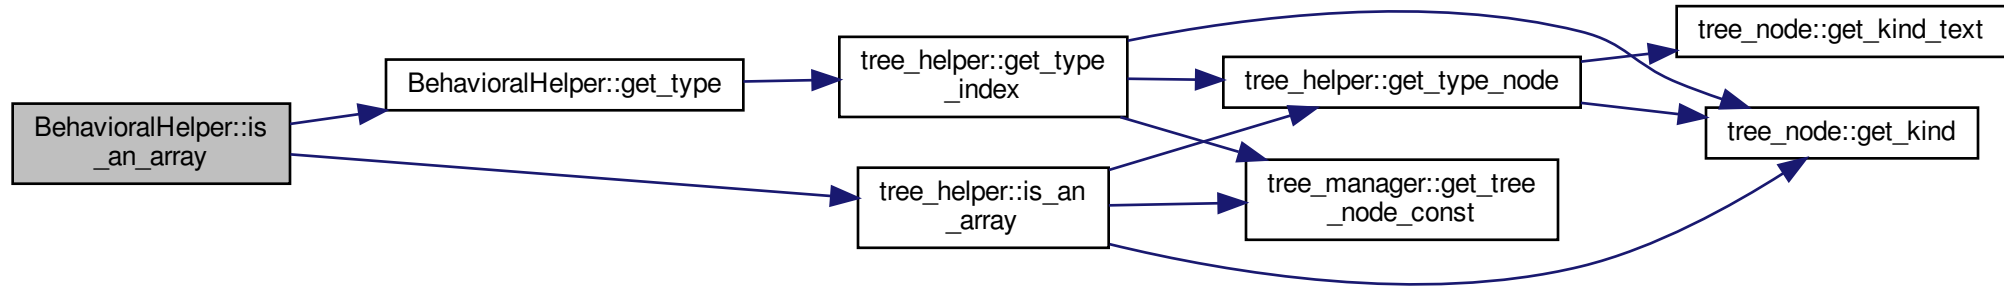 BehavioralHelper::is
_an_array
BehavioralHelper::get_type
tree_helper::get_type
_index
tree_helper::is_an
_array
tree_helper::get_type_node
tree_manager::get_tree
_node_const
tree_node::get_kind_text
tree_node::get_kind